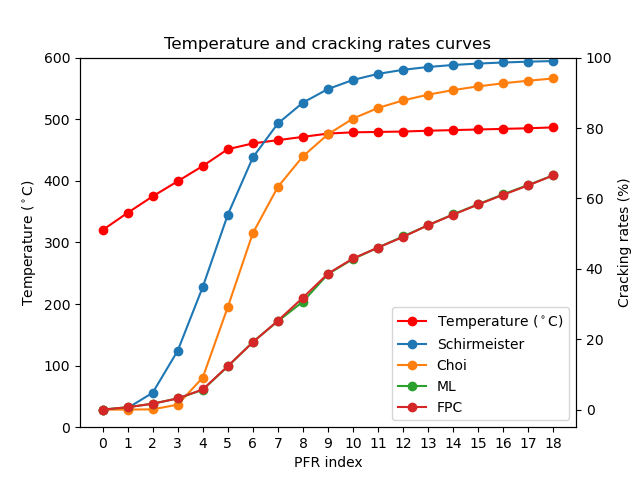 Temperature and cracking rates curves
600
500
400
300
200
100
0
Temperature (°C)
100
80
60
40
20
0
Cracking rates (%)
Temperature (°C)
Schirmeister
Choi
ML
FPC
0 1 2 3 4 5 6 7 8 9 10 11 12 13 14 15 16 17 18
PFR index